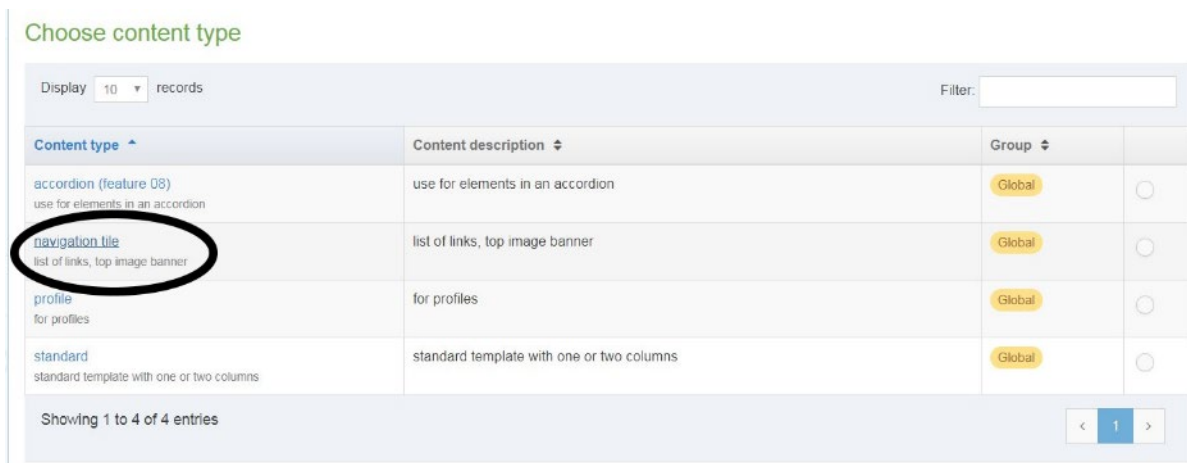 Choose content type
Display 10 records Filter:
Content type Content description Group
accordion (feature 08) use for elements in an accordion Global
use for elements in an accordion
navigation tile list of links, top image banner Global
list of links, top image banner
profile for profiles Global
for profiles
standard standard template with one or two columns Global
standard template with one or two columns
Showing 1 to 4 of 4 entries < 1 >